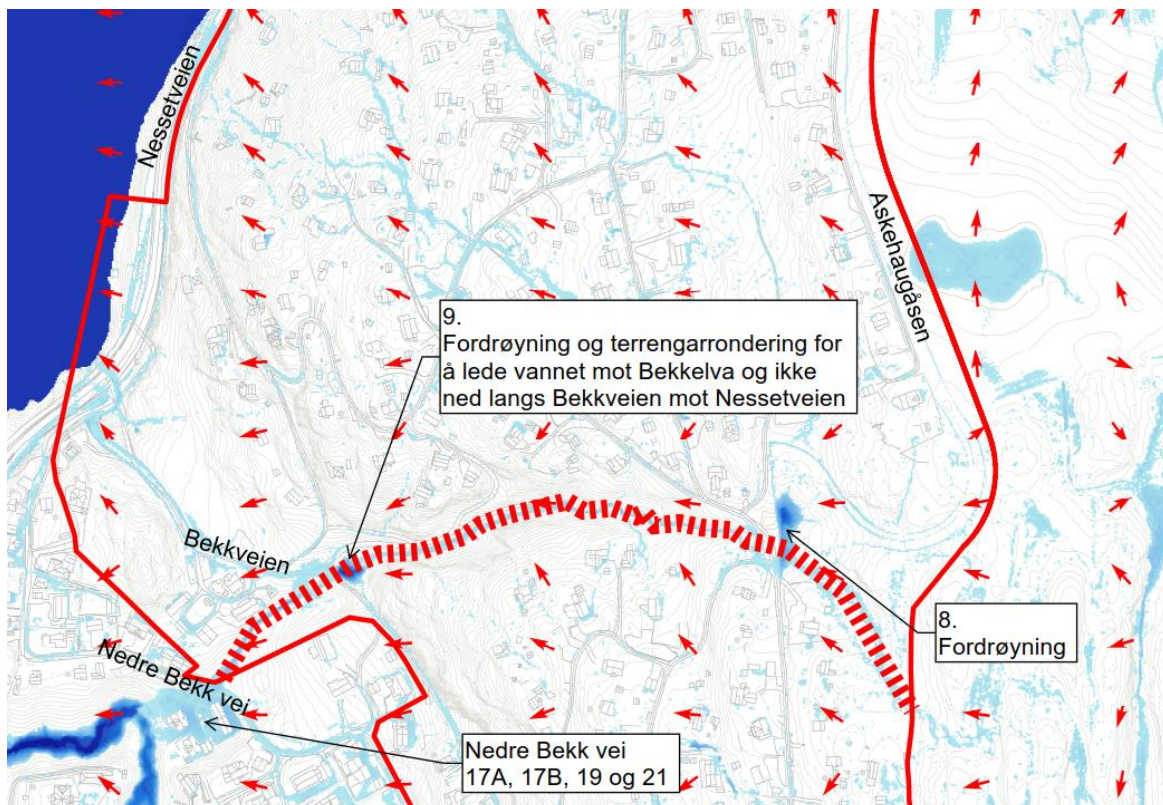 Nessetveien
Askehaugåsen
9.
Fordrøyning og terrengarrondering for
å lede vannet mot Bekkelva og ikke
ned langs Bekkveien mot Nessetveien
Bekkveien
8.
Fordrøyning
Nedre Bekk vei
Nedre Bekk vei
17A, 17B, 19 og 21